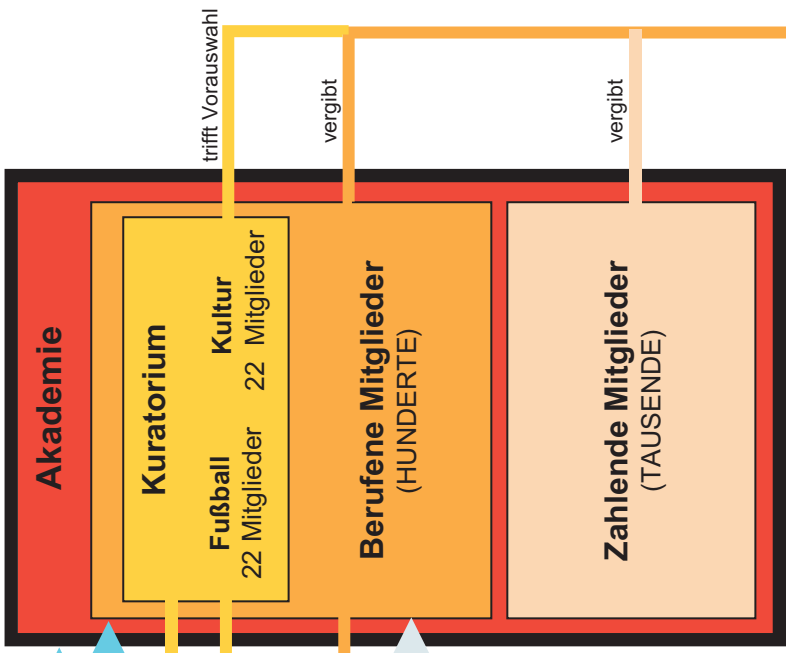 Akademie
Kuratorium
Fußball
22 Mitglieder
Kultur
22 Mitglieder
Berufene Mitglieder
(HUNDERTE)
Zahlende Mitglieder
(TAUSENDE)
trifft Vorauswahl
vergibt
vergibt